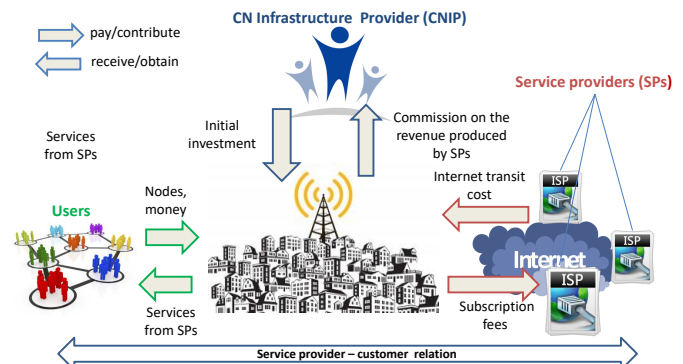 CN Infrastructure Provider (CNIP)
pay/contribute
receive/obtain
Service providers (SPs)
Services
from SPs
Initial
investment
Commission on the
revenue produced
by SPs
Internet transit
cost
Users
Nodes,
money
ISP
ISP
Internet
ISP
Services
from SPs
Subscription
fees
Service provider – customer relation